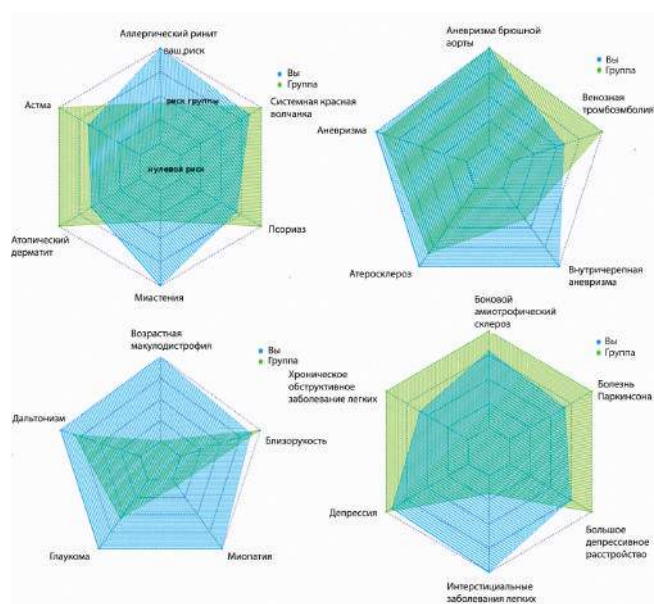 Аллергический ринит
ваш риск
Вы
Группа
Астма
риск группы
Системная красная
волчанка
нулевой риск
Атопический
дерматит
Псориаз
Миастения
Аневризма брюшной
аорты
Вы
Группа
Венозная
тромбоэмболия
Аневризма
Атеросклероз
Внутричерепная
аневризма
Возрастная
макулодистрофия
Вы
Группа
Дальтонизм
Близорукость
Глаукома
Миопатия
Боковой
амиотрофический
склероз
Вы
Группа
Хроническое
обструктивное
заболевание легких
Болезнь
Паркинсона
Депрессия
Большое
депрессивное
расстройство
Интерстициальные
заболевания легких